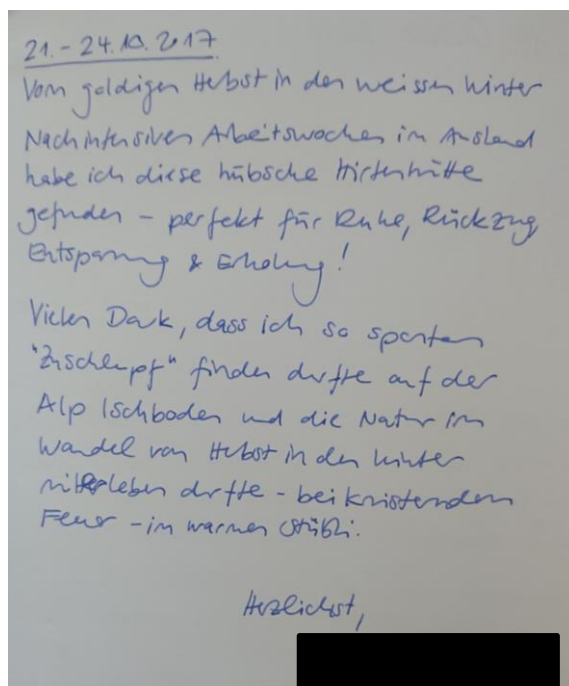 21.-24.10.2017
Vom goldigen Herbst in den weissen Winter
Nach intensiven Arbeitswochen im Ausland
habe ich diese hübsche Hirtenhütte
gefunden - perfekt für Ruhe, Rückzug
Entspannung & Erholung!
Vielen Dank, dass ich so spontan
"Zuschlupf" finden durfte auf der
Alp Ischboden und die Natur im
Wandel von Herbst in den Winter
miterleben durfte - bei knisterndem
Feuer - im warmen Stübli.
Herzlichst,